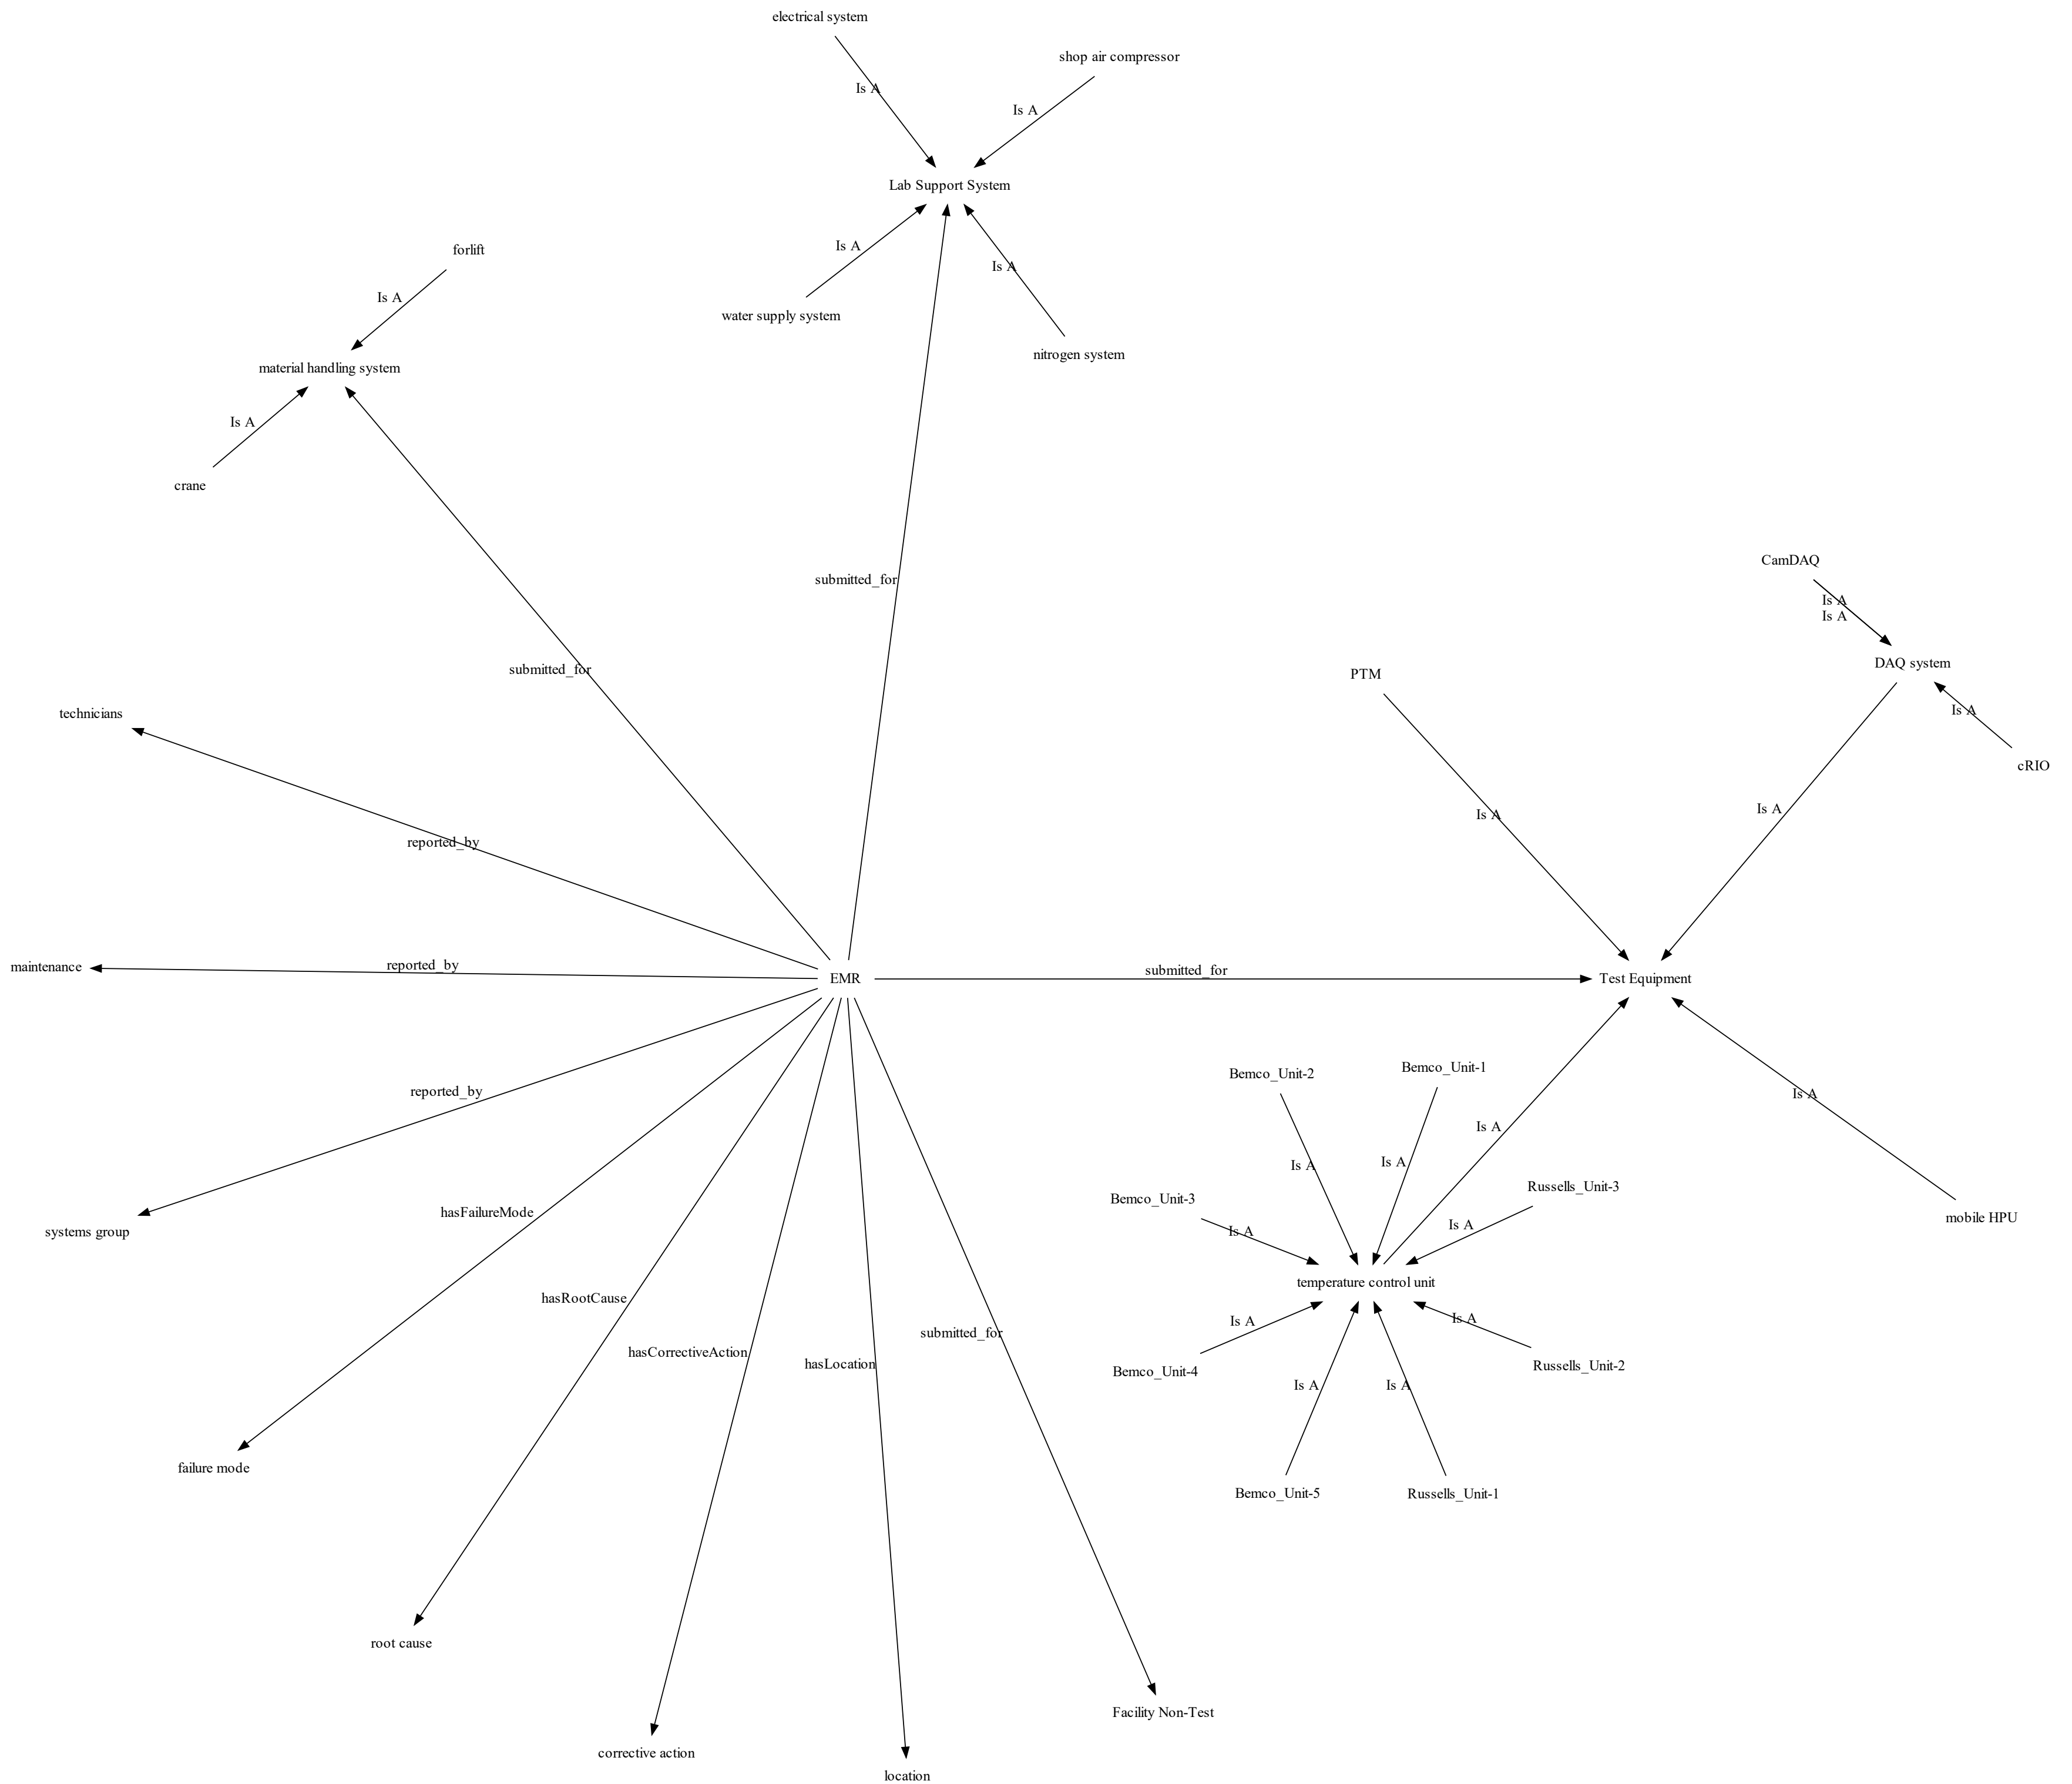 electrical system
shop air compressor
Is A
Is A
Lab Support System
forlift
Is A
Is A
Is A
water supply system
nitrogen system
material handling system
Is A
crane
CamDAQ
submitted_for
Is A
Is A
DAQ system
submitted_for
PTM
technicians
Is A
cRIO
Is A
Is A
reported_by
maintenance
reported_by
EMR
submitted_for
Test Equipment
Bemco_Unit-2
Bemco_Unit-1
reported_by
Is A
Is A
Is A
Is A
Bemco_Unit-3
Russells_Unit-3
hasFailureMode
mobile HPU
Is A
Is A
systems group
temperature control unit
hasRootCause
Is A
Is A
submitted_for
hasCorrectiveAction
hasLocation
Bemco_Unit-4
Russells_Unit-2
Is A
Is A
failure mode
Bemco_Unit-5
Russells_Unit-1
root cause
Facility Non-Test
corrective action
location